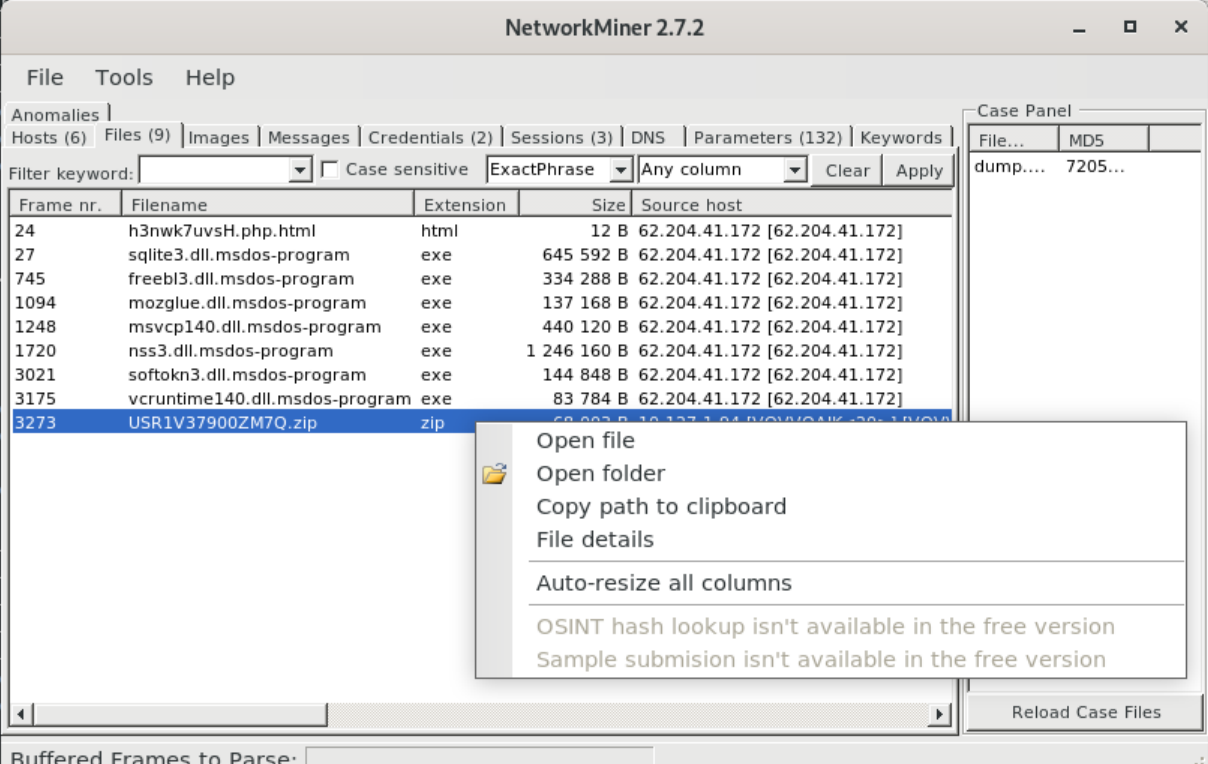 NetworkMiner 2.7.2
File Tools Help
Anomalies
Hosts (6) Files (9) Images Messages Credentials (2) Sessions (3) DNS Parameters (132) Keywords
Filter keyword: Case sensitive ExactPhrase Any column Clear Apply
Frame nr. Filename Extension Size Source host
24 h3nwk7uvsH.php.html html 12 B 62.204.41.172 [62.204.41.172]
27 sqlite3.dll.msdos-program exe 645 592 B 62.204.41.172 [62.204.41.172]
745 freebl3.dll.msdos-program exe 334 288 B 62.204.41.172 [62.204.41.172]
1094 mozglue.dll.msdos-program exe 137 168 B 62.204.41.172 [62.204.41.172]
1248 msvcp140.dll.msdos-program exe 440 120 B 62.204.41.172 [62.204.41.172]
1720 nss3.dll.msdos-program exe 1 246 160 B 62.204.41.172 [62.204.41.172]
3021 softokn3.dll.msdos-program exe 144 848 B 62.204.41.172 [62.204.41.172]
3175 vcruntime140.dll.msdos-program exe 83 784 B 62.204.41.172 [62.204.41.172]
3273 USR1V37900ZM7Q.zip zip
Open file
Open folder
Copy path to clipboard
File details
Auto-resize all columns
OSINT hash lookup isn't available in the free version
Sample submision isn't available in the free version
Case Panel
File... MD5
dump.... 7205...
Reload Case Files
Buffered Frames to Parse: